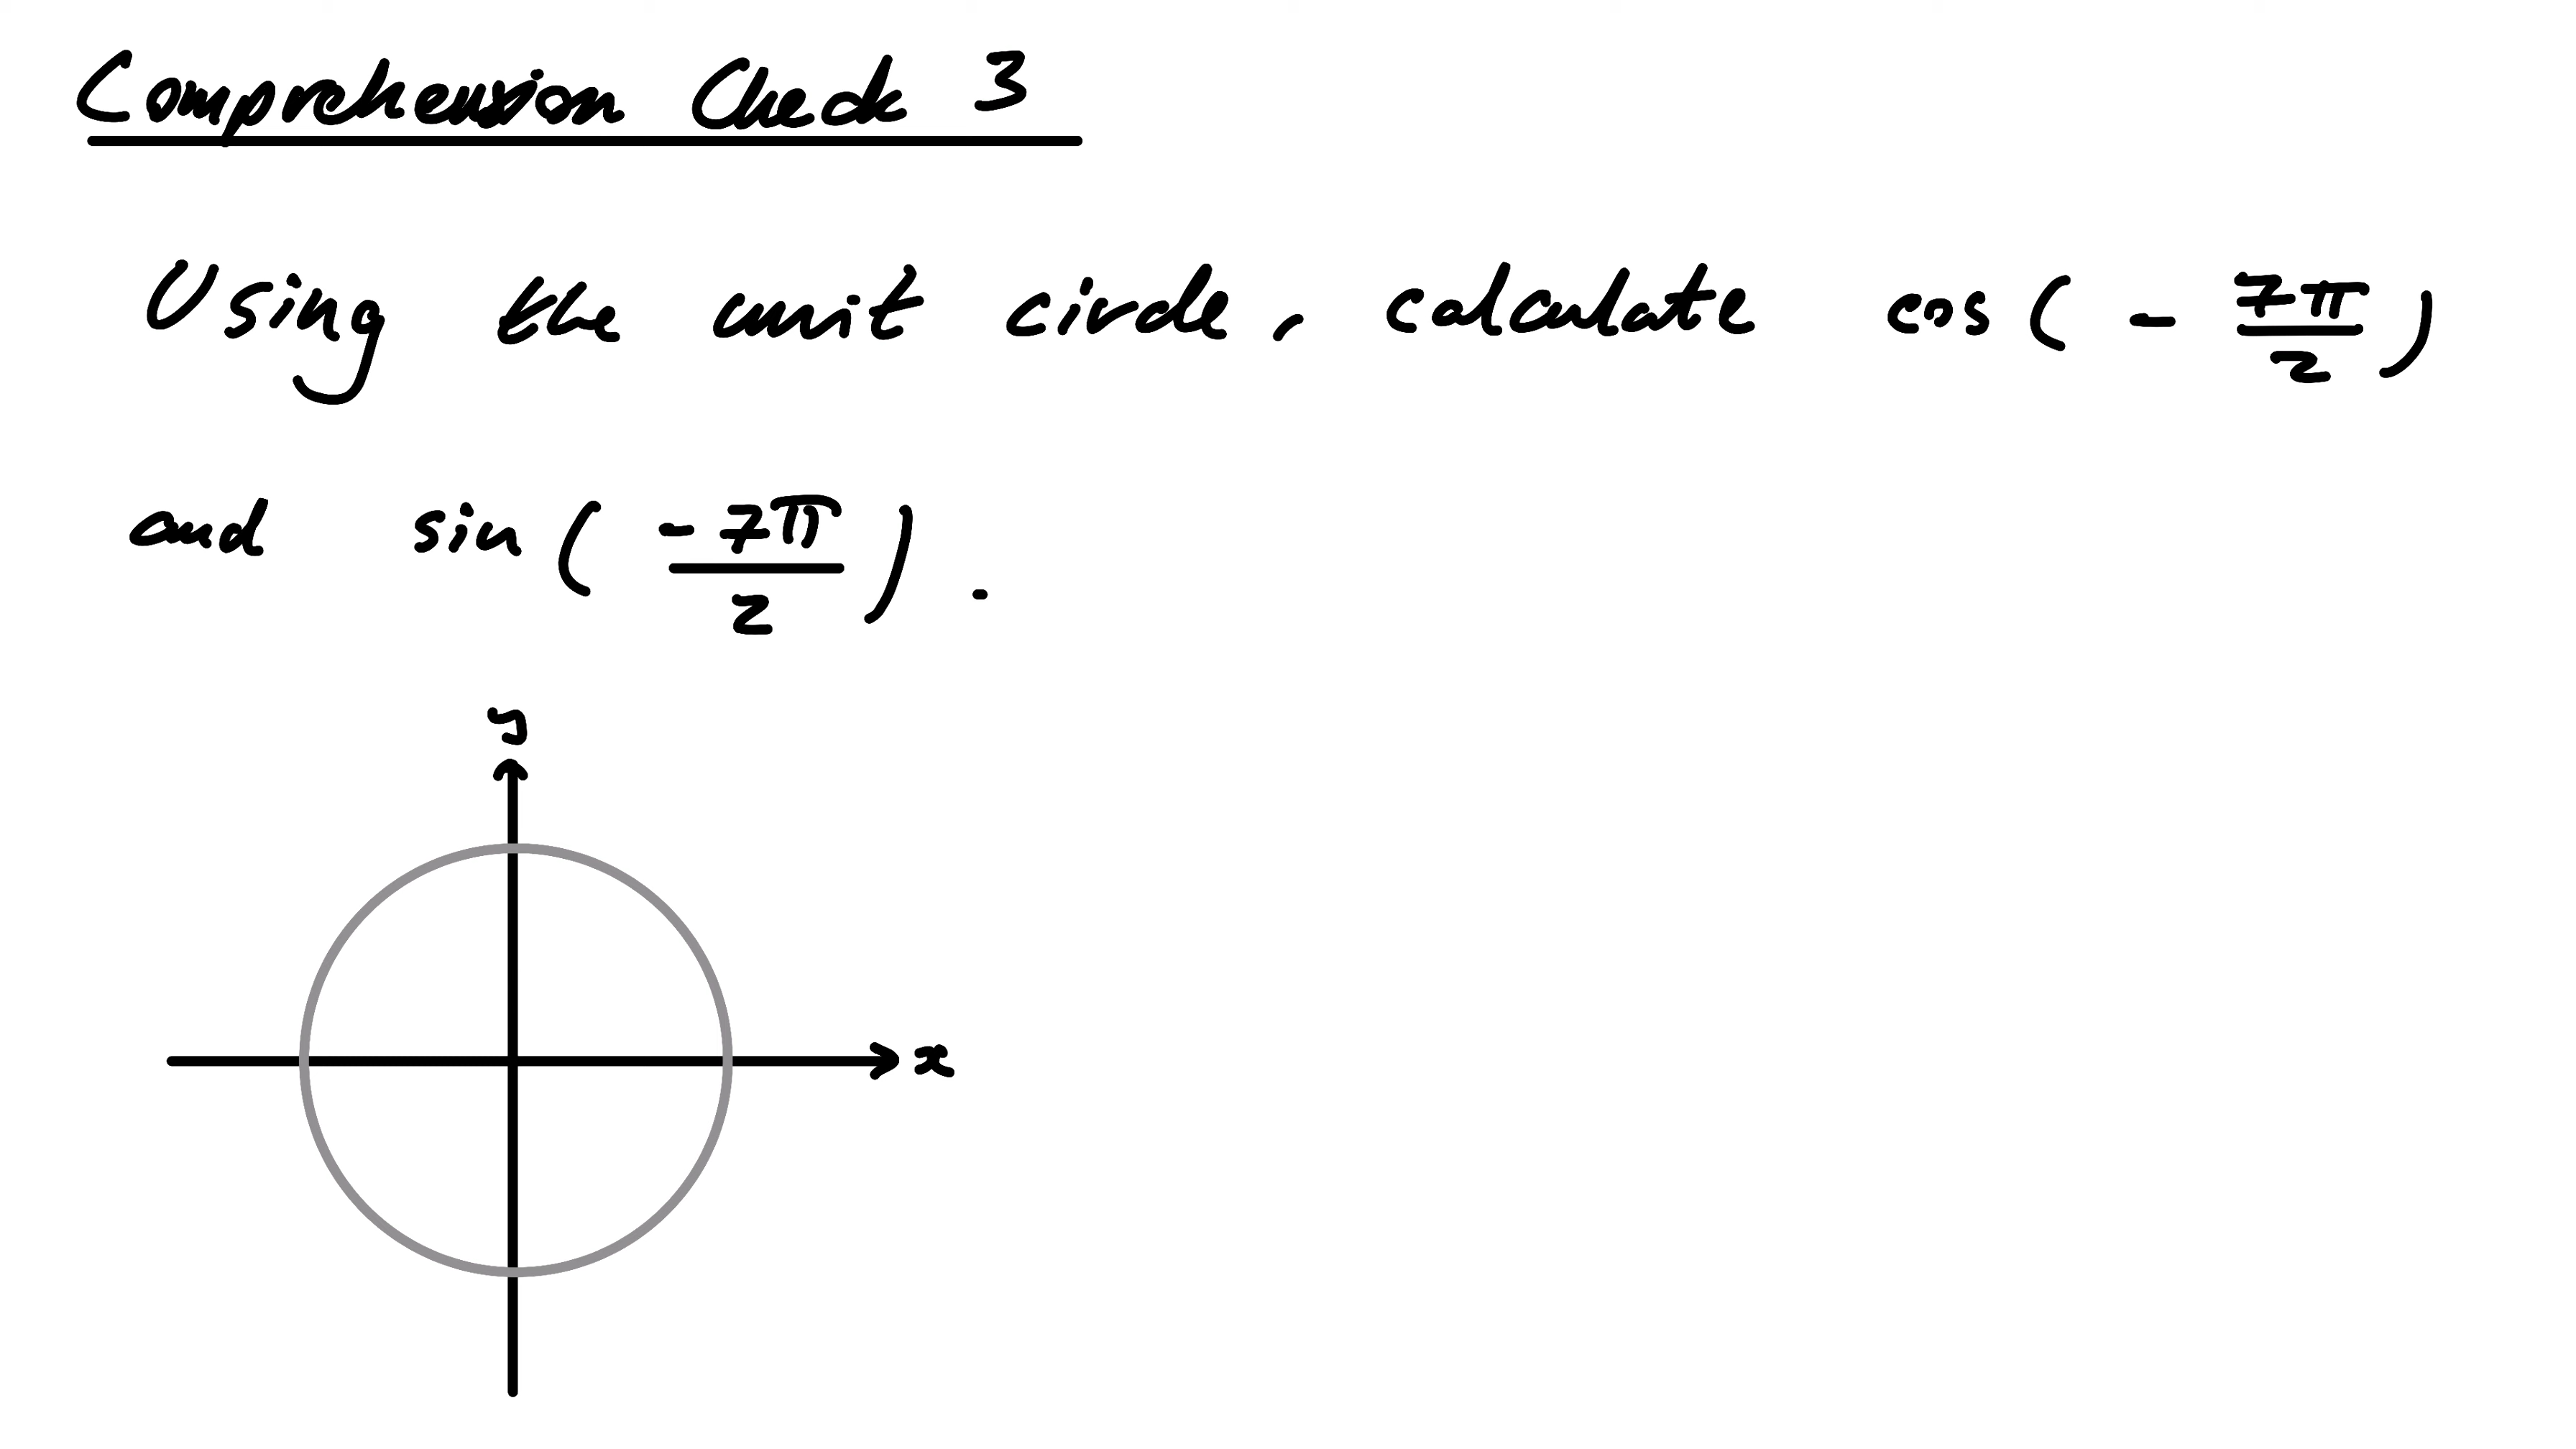 Comprehension Check 3
Using the unit circle, calculate cos(-7π/2)
and sin(-7π/2).
y
x